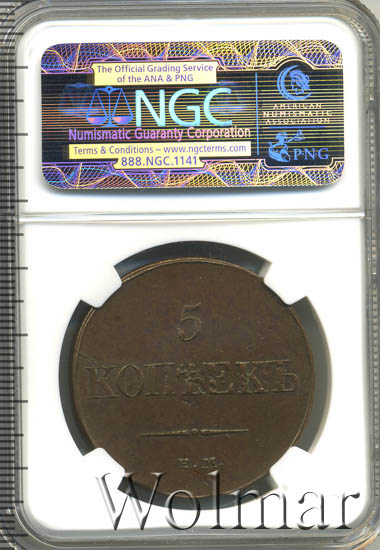 The Official Grading Service
of the ANA & PNG
NGC
Numismatic Guaranty Corporation
Terms & Conditions – www.ngcterms.com
888.NGC.1141
AMERICAN
NUMISMATIC
ASSOCIATION
PNG
5
КОПѢЕКЪ
Е.М.
Wolmar